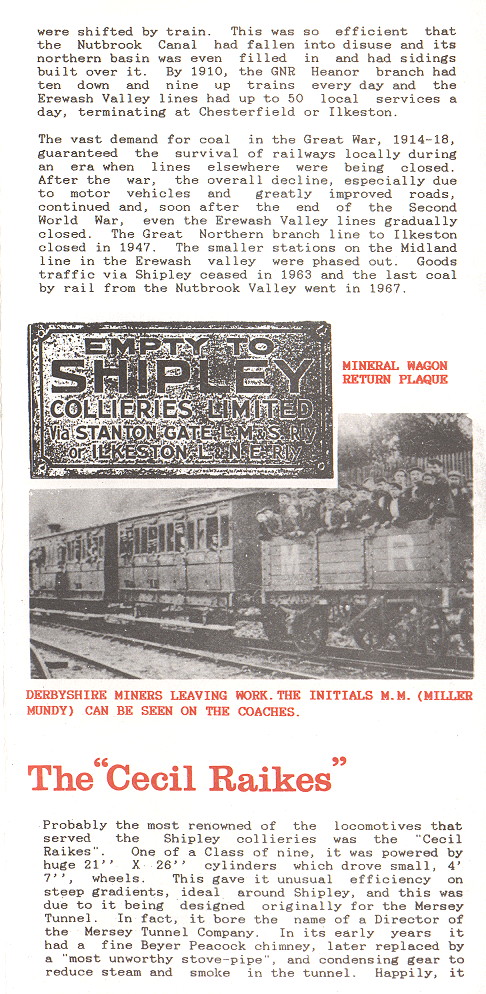 were shifted by train. This was so efficient that
the Nutbrook Canal had fallen into disuse and its
northern basin was even filled in and had sidings
built over it. By 1910, the GNR Heanor branch had
ten down and nine up trains every day and the
Erewash Valley lines had up to 50 local services a
day, terminating at Chesterfield or Ilkeston.
The vast demand for coal in the Great War, 1914-18,
guaranteed the survival of railways locally during
an era when lines elsewhere were being closed.
After the war, the overall decline, especially due
to motor vehicles and greatly improved roads,
continued and, soon after the end of the Second
World War, even the Erewash Valley lines gradually
closed. The Great Northern branch line to Ilkeston
closed in 1947. The smaller stations on the Midland
line in the Erewash valley were phased out. Goods
traffic via Shipley ceased in 1963 and the last coal
by rail from the Nutbrook Valley went in 1967.
EMPTY TO
SHIPLEY
COLLIERIES LIMITED
Via STANTON GATE L.M.& S. RLY
or ILKESTON L.& N.E. RLY
MINERAL WAGON
RETURN PLAQUE
M R
DERBYSHIRE MINERS LEAVING WORK. THE INITIALS M.M. (MILLER
MUNDY) CAN BE SEEN ON THE COACHES.
The "Cecil Raikes"
Probably the most renowned of the locomotives that
served the Shipley collieries was the "Cecil
Raikes". One of a Class of nine, it was powered by
huge 21'' X 26'' cylinders which drove small, 4'
7'', wheels. This gave it unusual efficiency on
steep gradients, ideal around Shipley, and this was
due to it being designed originally for the Mersey
Tunnel. In fact, it bore the name of a Director of
the Mersey Tunnel Company. In its early years it
had a fine Beyer Peacock chimney, later replaced by
a "most unworthy stove-pipe", and condensing gear to
reduce steam and smoke in the tunnel. Happily, it